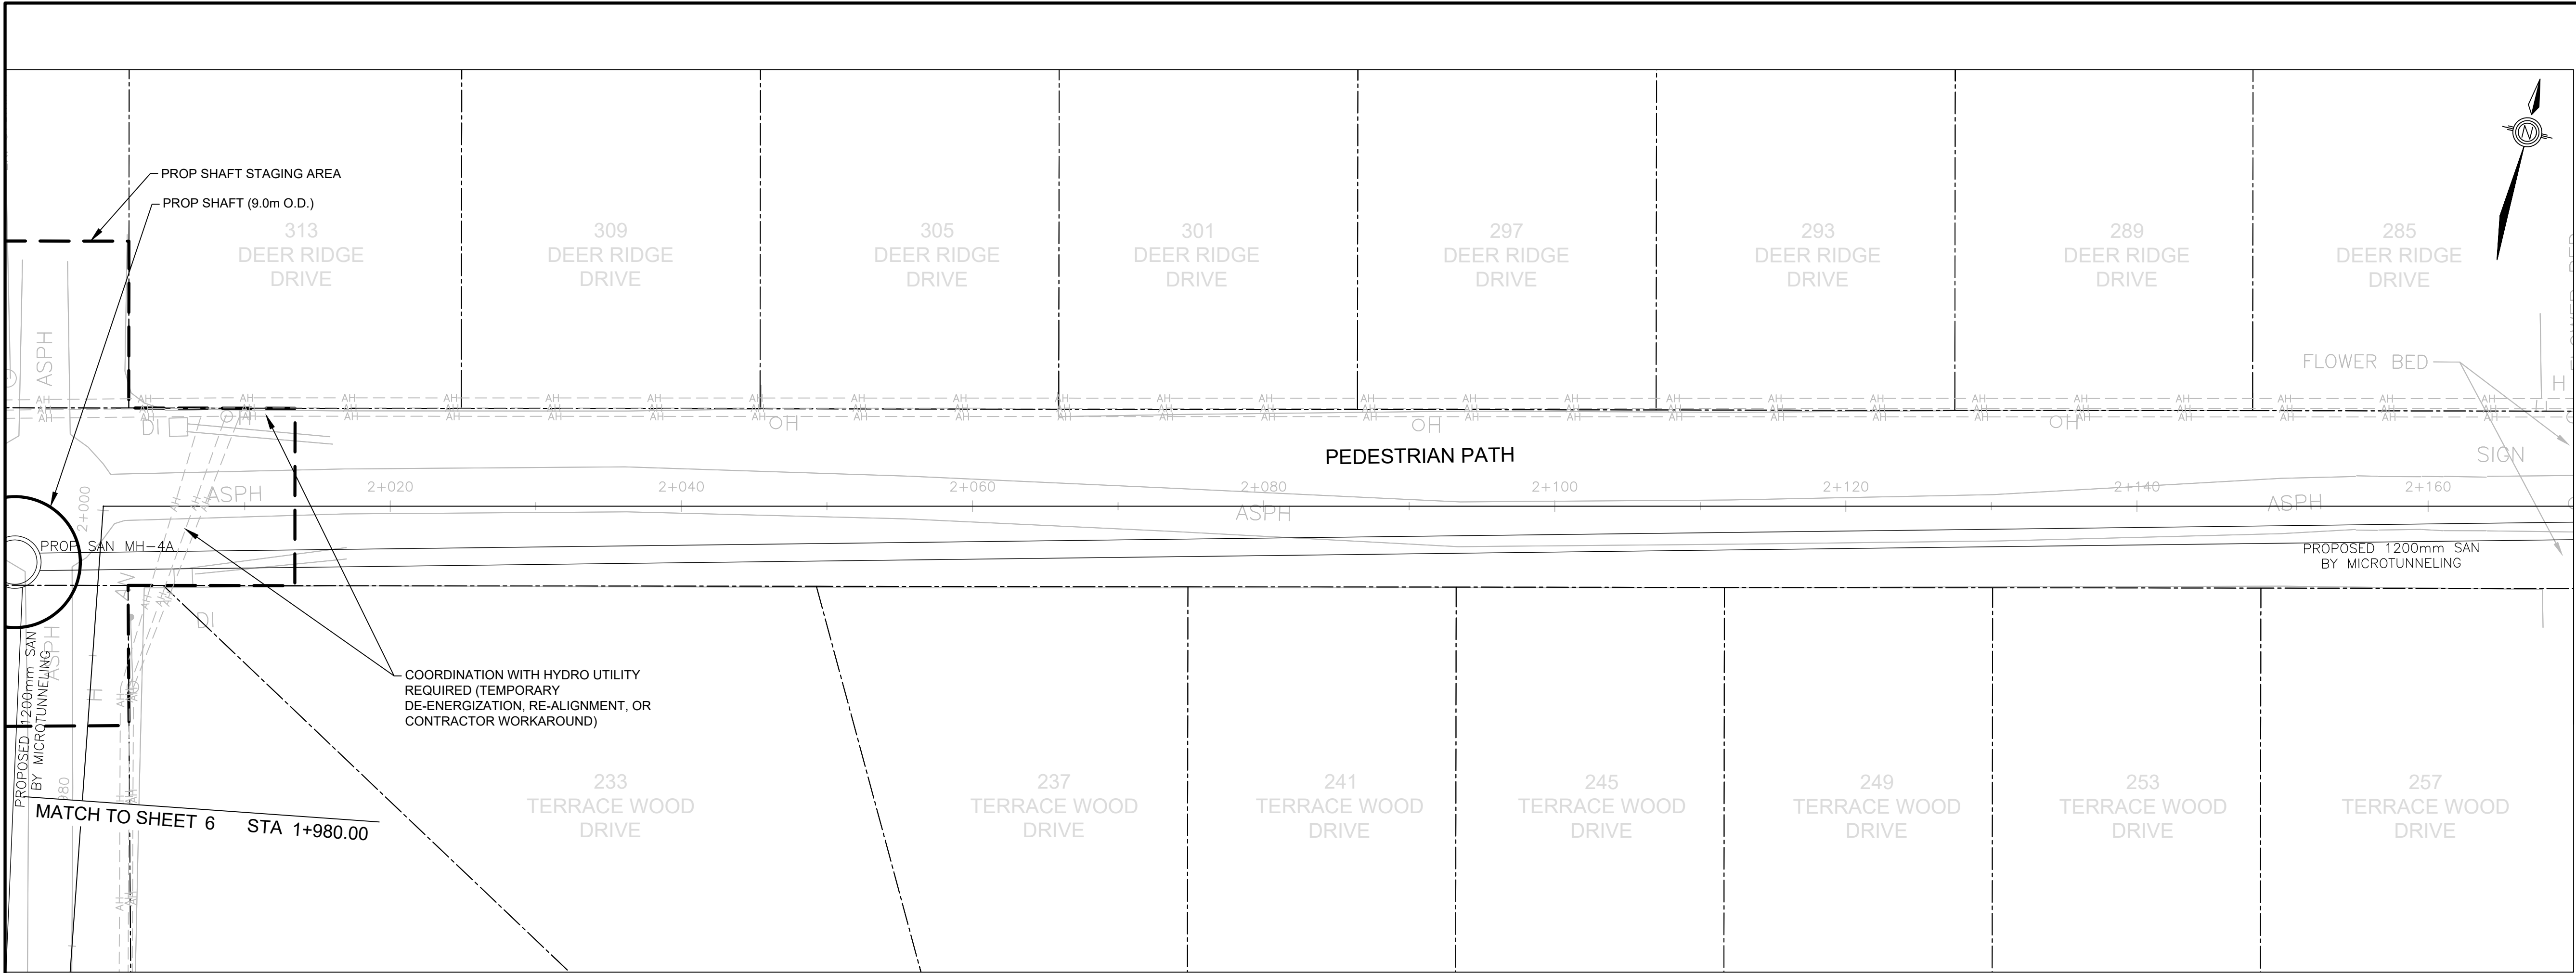 PROP SHAFT STAGING AREA
PROP SHAFT (9.0m O.D.)
313
DEER RIDGE
DRIVE
309
DEER RIDGE
DRIVE
305
DEER RIDGE
DRIVE
301
DEER RIDGE
DRIVE
297
DEER RIDGE
DRIVE
293
DEER RIDGE
DRIVE
289
DEER RIDGE
DRIVE
285
DEER RIDGE
DRIVE
N
ASPH
FLOWER BED
H
DI
OH
OH
OH
OH
PEDESTRIAN PATH
SIGN
2+000
ASPH
2+020
2+040
2+060
2+080
ASPH
2+100
2+120
2+140
ASPH
2+160
PROP SAN MH-4A
PROPOSED 1200mm SAN
BY MICROTUNNELING
AV
DI
ASPH
H
PROPOSED 1200mm SAN
BY MICROTUNNELING
980
COORDINATION WITH HYDRO UTILITY
REQUIRED (TEMPORARY
DE-ENERGIZATION, RE-ALIGNMENT, OR
CONTRACTOR WORKAROUND)
233
TERRACE WOOD
DRIVE
237
TERRACE WOOD
DRIVE
241
TERRACE WOOD
DRIVE
245
TERRACE WOOD
DRIVE
249
TERRACE WOOD
DRIVE
253
TERRACE WOOD
DRIVE
257
TERRACE WOOD
DRIVE
MATCH TO SHEET 6 STA 1+980.00